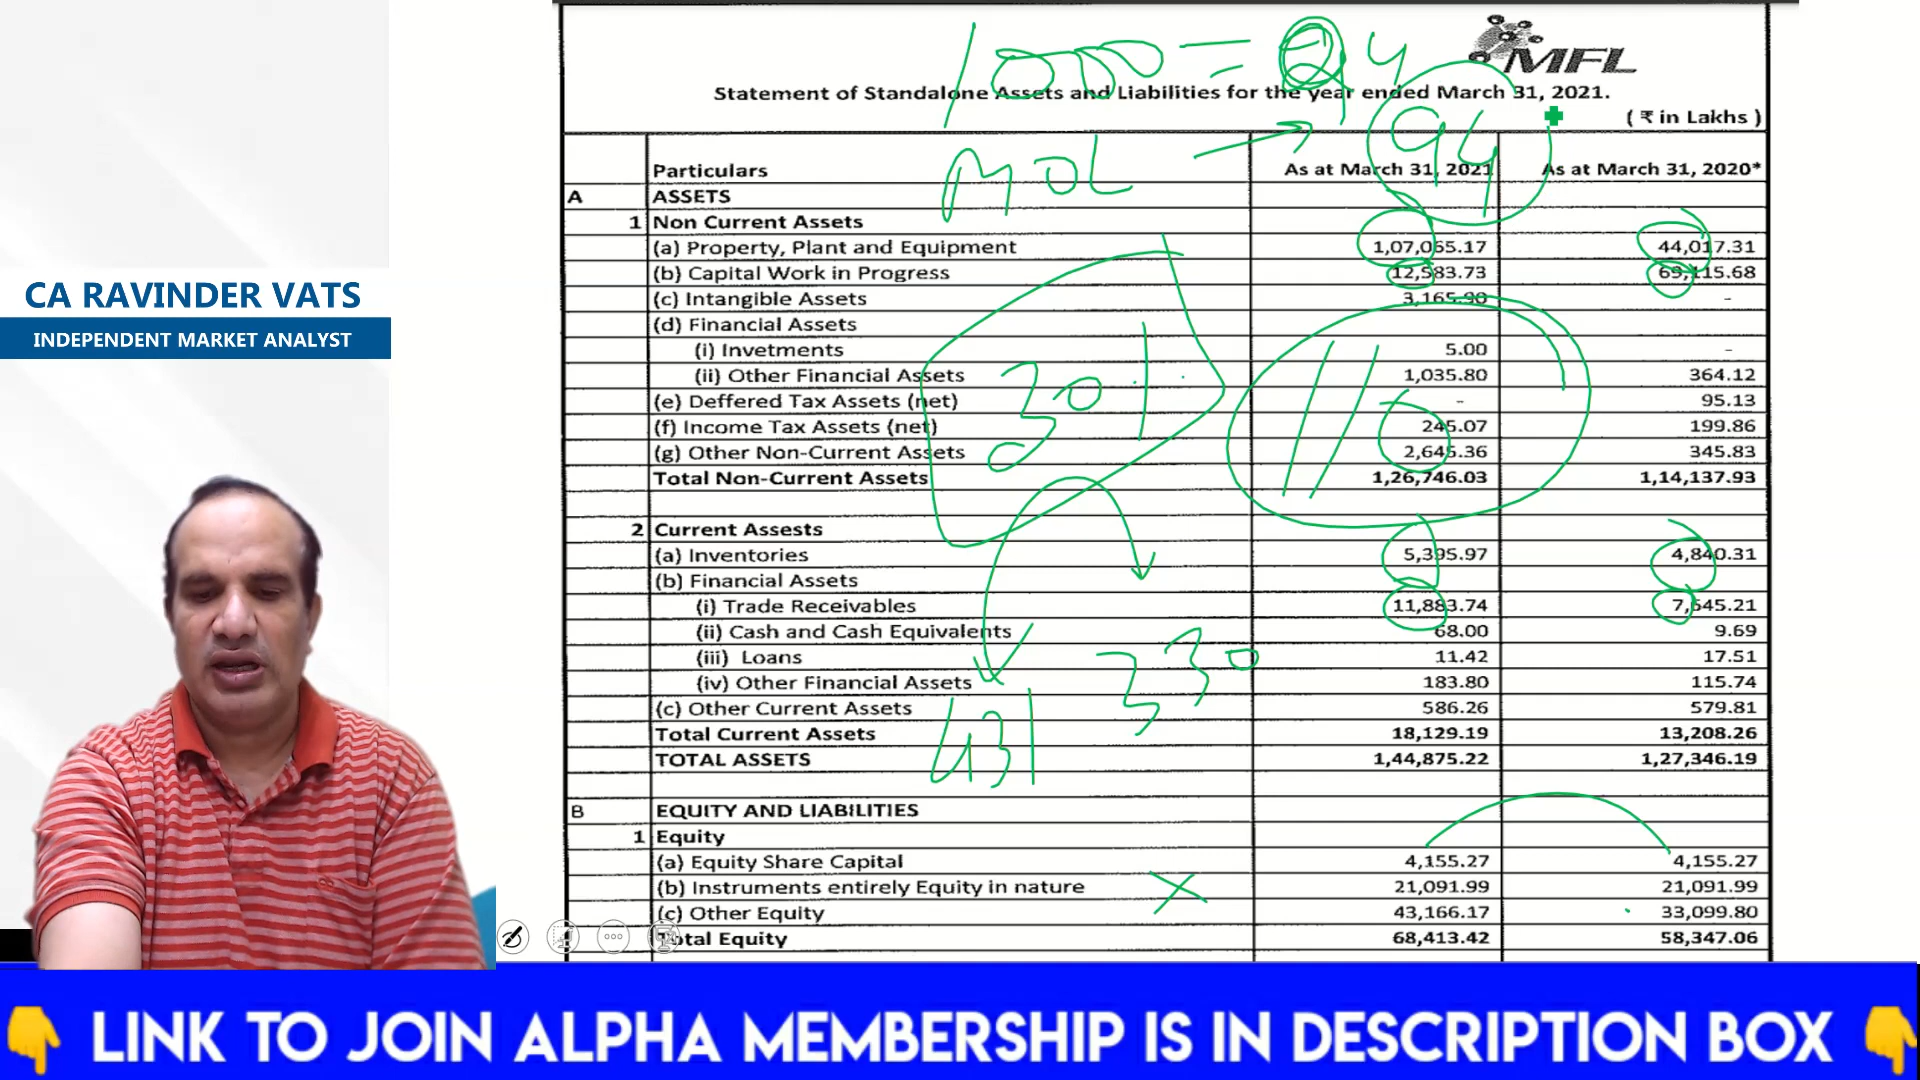 MFL
1000 = 94
Statement of Standalone Assets and Liabilities for the year ended March 31, 2021.
94
( ₹ in Lakhs )
MOL
Particulars As at March 31, 2021 As at March 31, 2020*
A ASSETS
1 Non Current Assets
(a) Property, Plant and Equipment 1,07,065.17 44,017.31
(b) Capital Work in Progress 12,583.73 69,115.68
(c) Intangible Assets 3,165.90 -
(d) Financial Assets
(i) Invetments 5.00 -
(ii) Other Financial Assets 1,035.80 364.12
30%
110
(e) Deffered Tax Assets (net) - 95.13
(f) Income Tax Assets (net) 245.07 199.86
(g) Other Non-Current Assets 2,645.36 345.83
Total Non-Current Assets 1,26,746.03 1,14,137.93
2 Current Assests
(a) Inventories 5,395.97 4,840.31
(b) Financial Assets
(i) Trade Receivables 11,883.74 7,645.21
(ii) Cash and Cash Equivalents 68.00 9.69
(iii) Loans 11.42 17.51
330
(iv) Other Financial Assets 183.80 115.74
(c) Other Current Assets 586.26 579.81
Total Current Assets 18,129.19 13,208.26
431
TOTAL ASSETS 1,44,875.22 1,27,346.19
B EQUITY AND LIABILITIES
1 Equity
(a) Equity Share Capital 4,155.27 4,155.27
(b) Instruments entirely Equity in nature 21,091.99 21,091.99
(c) Other Equity 43,166.17 33,099.80
Total Equity 68,413.42 58,347.06
CA RAVINDER VATS
INDEPENDENT MARKET ANALYST
LINK TO JOIN ALPHA MEMBERSHIP IS IN DESCRIPTION BOX